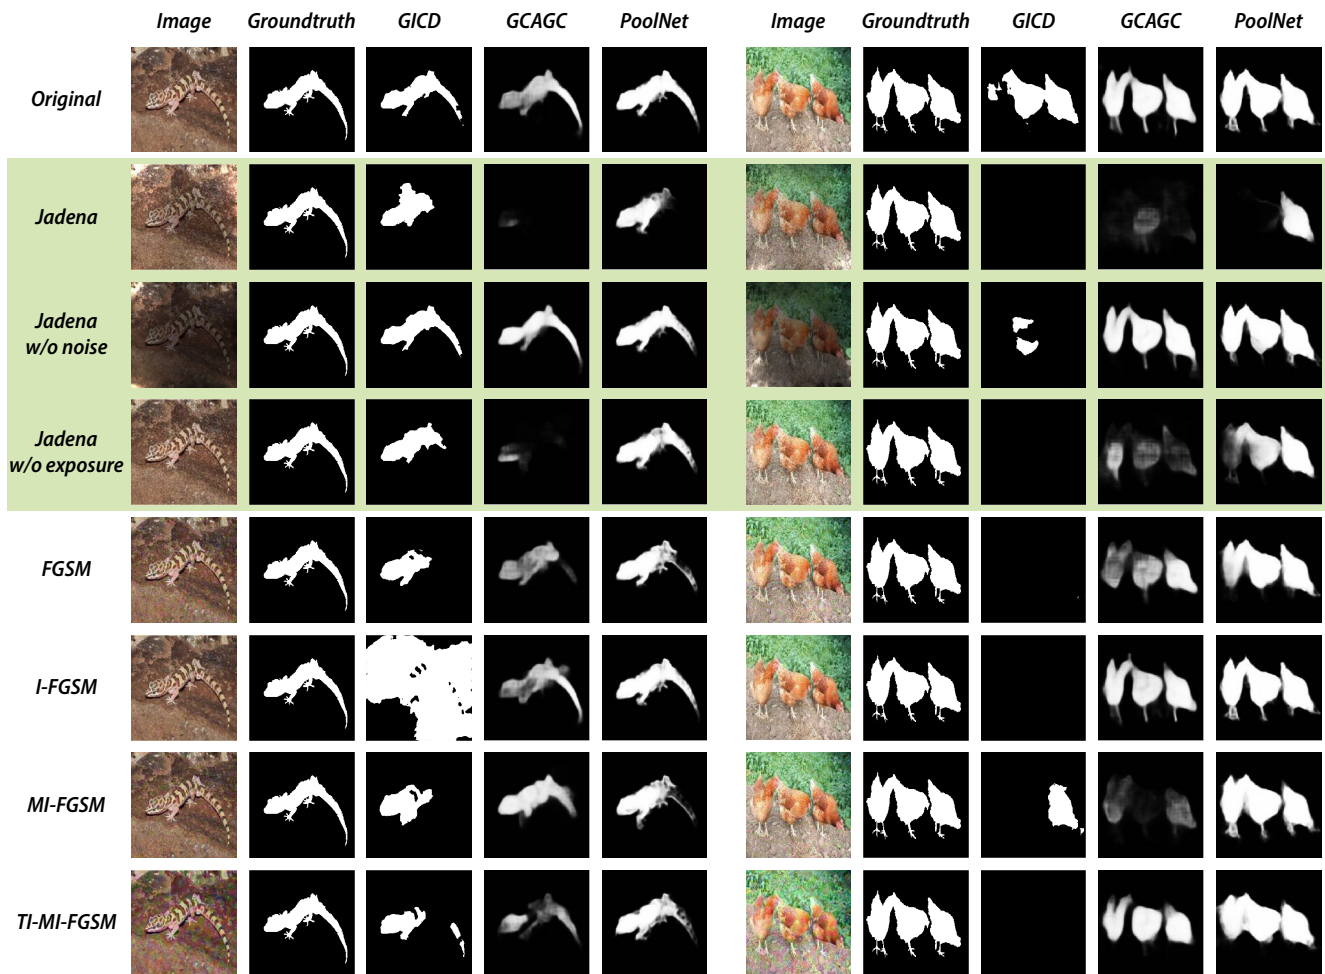 Image Groundtruth GICD GCAGC PoolNet Image Groundtruth GICD GCAGC PoolNet
Original
Jadena
Jadena
w/o noise
Jadena
w/o exposure
FGSM
I-FGSM
MI-FGSM
TI-MI-FGSM